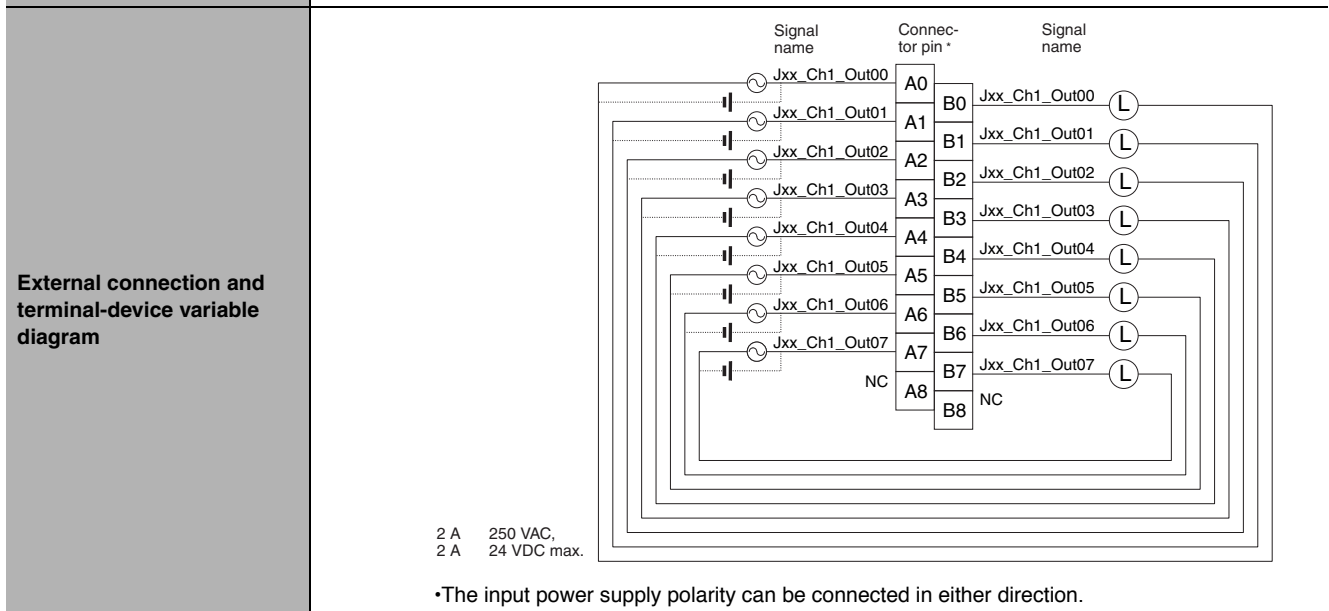 External connection and
terminal-device variable
diagram
Signal
name
Connec-
tor pin *
Signal
name
Jxx_Ch1_Out00 A0
B0 Jxx_Ch1_Out00 L
Jxx_Ch1_Out01 A1
B1 Jxx_Ch1_Out01 L
Jxx_Ch1_Out02 A2
B2 Jxx_Ch1_Out02 L
Jxx_Ch1_Out03 A3
B3 Jxx_Ch1_Out03 L
Jxx_Ch1_Out04 A4
B4 Jxx_Ch1_Out04 L
Jxx_Ch1_Out05 A5
B5 Jxx_Ch1_Out05 L
Jxx_Ch1_Out06 A6
B6 Jxx_Ch1_Out06 L
Jxx_Ch1_Out07 A7
B7 Jxx_Ch1_Out07 L
NC A8
B8 NC
2 A 250 VAC,
2 A 24 VDC max.
•The input power supply polarity can be connected in either direction.